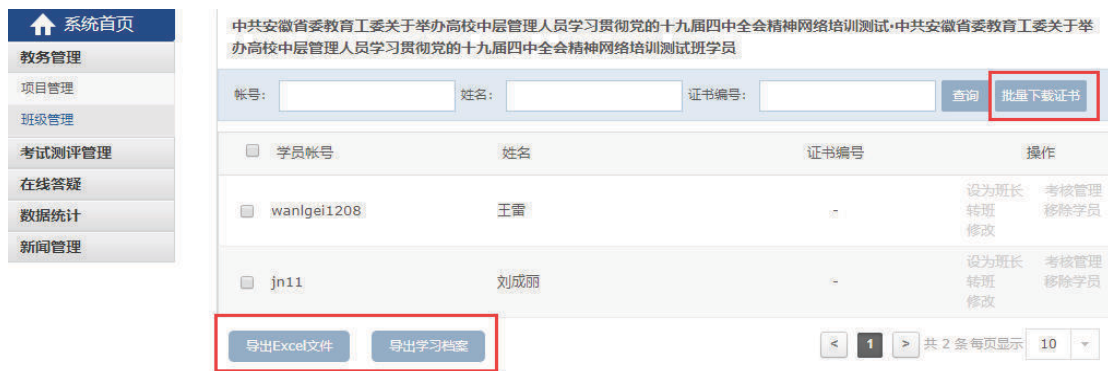 系统首页
教务管理
项目管理
班级管理
考试测评管理
在线答疑
数据统计
新闻管理
中共安徽省委教育工委关于举办高校中层管理人员学习贯彻党的十九届四中全会精神网络培训测试·中共安徽省委教育工委关于举
办高校中层管理人员学习贯彻党的十九届四中全会精神网络培训测试班学员
帐号: 姓名: 证书编号: 查询 批量下载证书
学员帐号 姓名 证书编号 操作
wanlgei1208 王雷 - 设为班长 考核管理
转班 移除学员
修改
jn11 刘成丽 - 设为班长 考核管理
转班 移除学员
修改
导出Excel文件 导出学习档案 < 1 > 共 2 条 每页显示 10